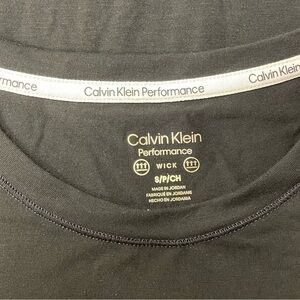 rmance Calvin Klein Performance Calvin Klein
Calvin Klein
Performance
WICK
S/P/CH
MADE IN JORDAN
FABRIQUÉ EN JORDANIE
HECHO EN JORDANIA